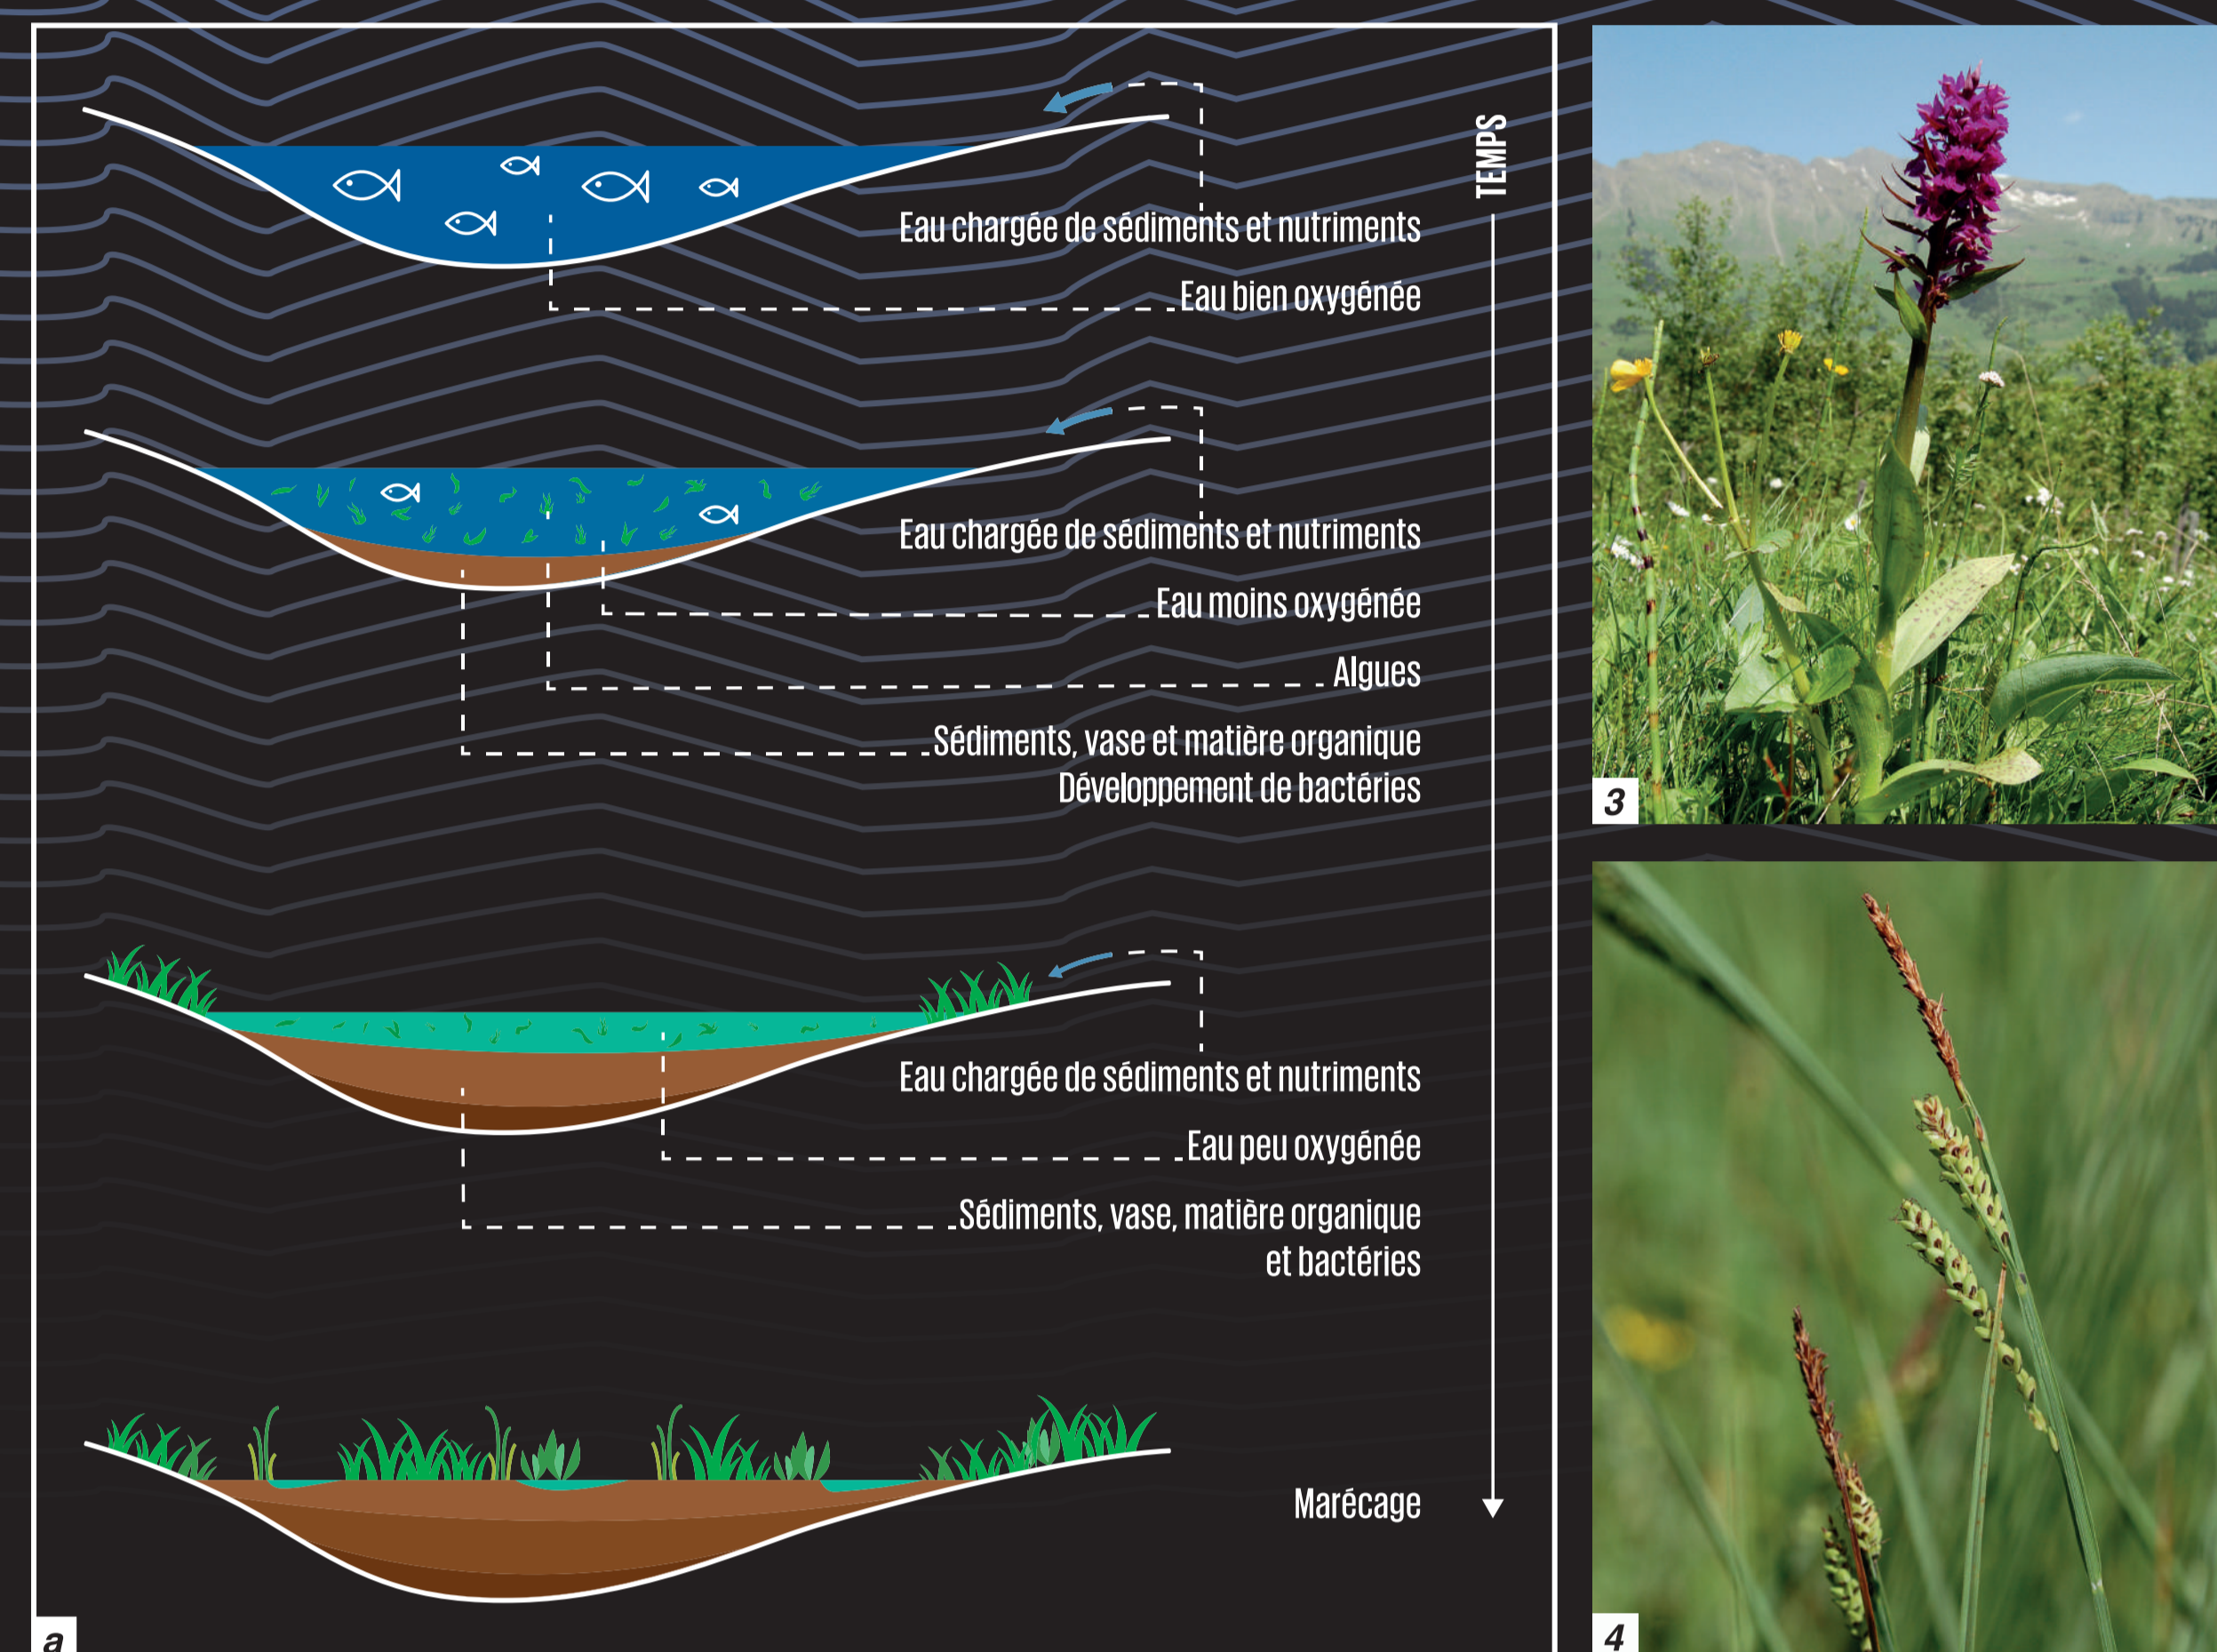 TEMPS
Eau chargée de sédiments et nutriments
Eau bien oxygénée
Eau chargée de sédiments et nutriments
Eau moins oxygénée
Algues
Sédiments, vase et matière organique
Développement de bactéries
Eau chargée de sédiments et nutriments
Eau peu oxygénée
Sédiments, vase, matière organique
et bactéries
Marécage
a
3
4